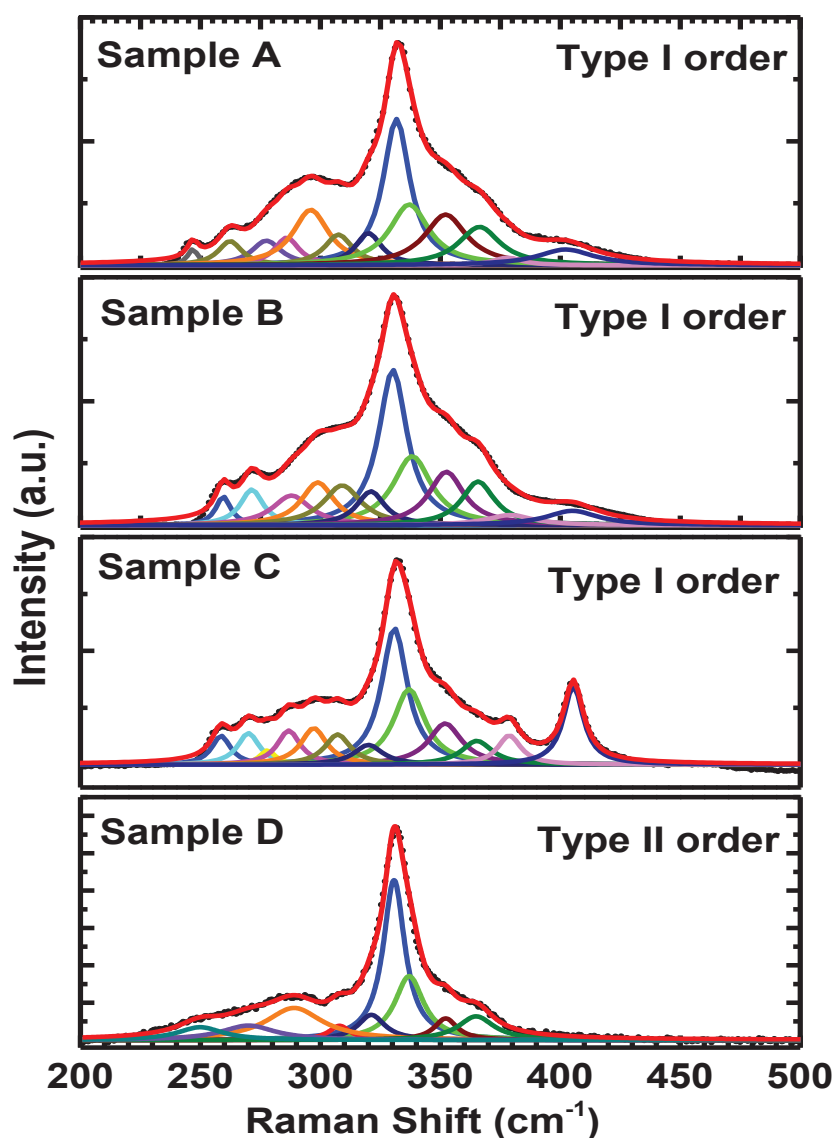 Sample A
Type I order
Sample B
Type I order
Sample C
Type I order
Sample D
Type II order
Intensity (a.u.)
200 250 300 350 400 450 500
Raman Shift (cm⁻¹)